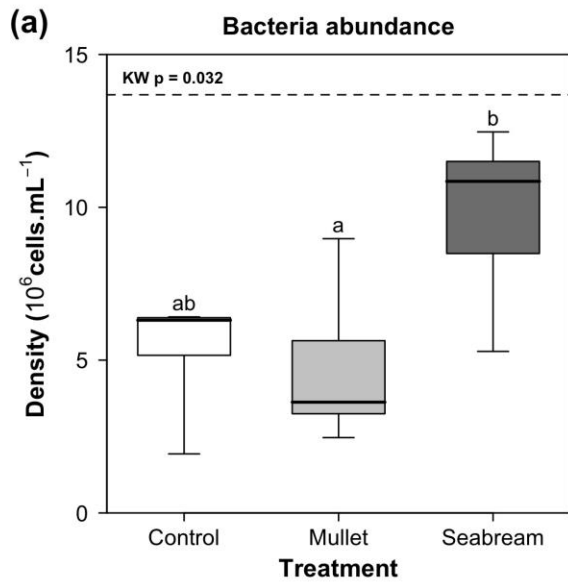 (a)
Bacteria abundance
15
KW p = 0.032
b
10
a
ab
5
0
Density (10⁶cells.mL⁻¹)
Control Mullet Seabream
Treatment